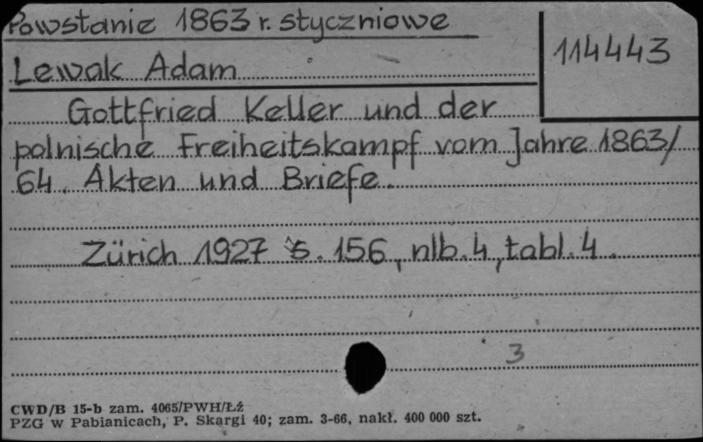 Powstanie 1863 r. styczniowe
114443
Lewak Adam
Gottfried Keller und der
polnische Freiheitskampf vom Jahre 1863/
64. Akten und Briefe.
Zürich 1927 s. 156, nlb. 4, tabl. 4.
3
CWD/B 15-b zam. 4065/PWH/Łź
PZG w Pabianicach, P. Skargi 40; zam. 3-66, nakł. 400 000 szt.